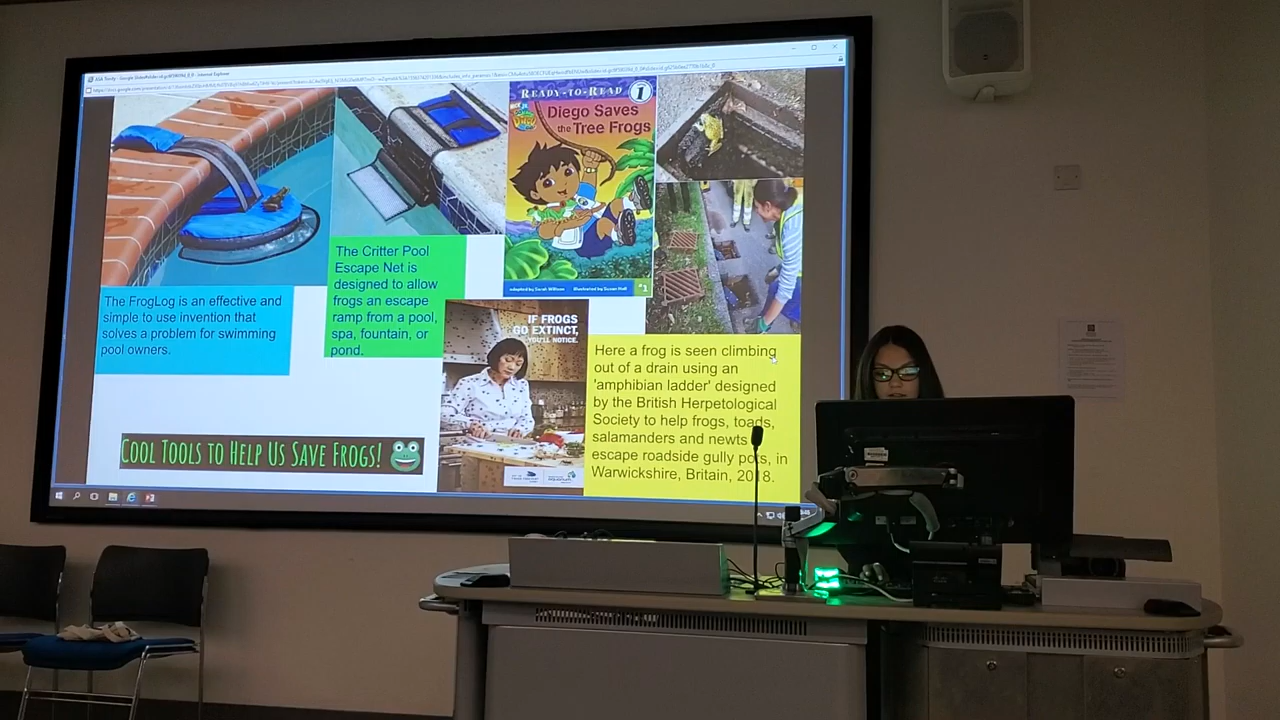 READY-TO-READ 1
Diego Saves
the Tree Frogs
adapted by Sarah Willson illustrated by Susan Hall
#1
The FrogLog is an effective and
simple to use invention that
solves a problem for swimming
pool owners.
The Critter Pool
Escape Net is
designed to allow
frogs an escape
ramp from a pool,
spa, fountain, or
pond.
IF FROGS
GO EXTINCT,
YOU'LL NOTICE.
Here a frog is seen climbing
out of a drain using an
'amphibian ladder' designed
by the British Herpetological
Society to help frogs, toads,
salamanders and newts
escape roadside gully pots, in
Warwickshire, Britain, 2018.
COOL TOOLS TO HELP US SAVE FROGS!